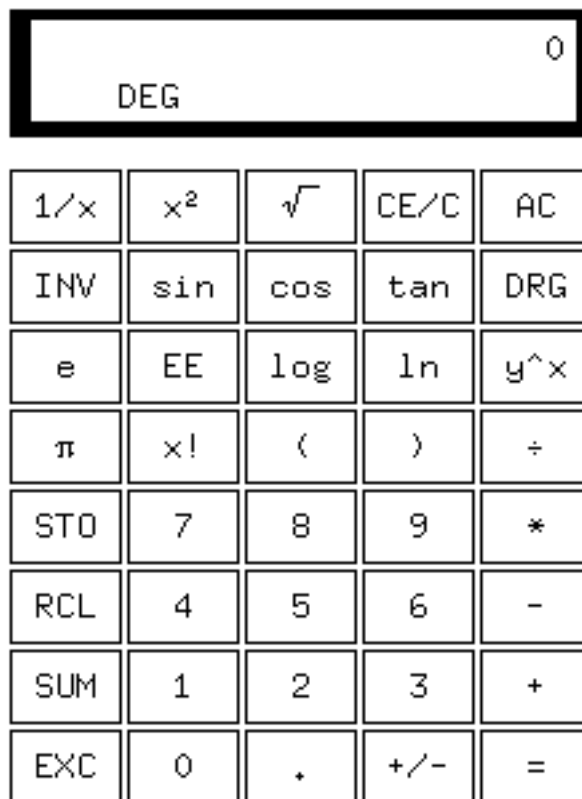 0
DEG
1/x x² √ CE/C AC
INV sin cos tan DRG
e EE log ln y^x
π x! ( ) ÷
STO 7 8 9 *
RCL 4 5 6 -
SUM 1 2 3 +
EXC 0 . +/- =